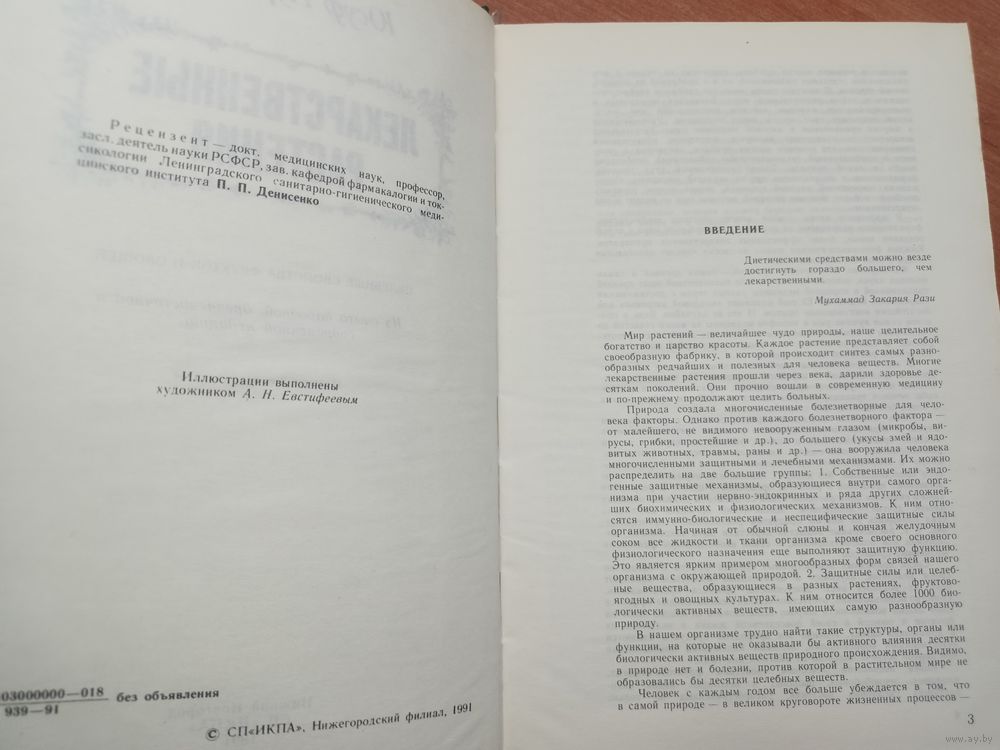 Рецензент — докт. медицинских наук, профессор,
засл. деятель науки РСФСР, зав. кафедрой фармакалогии и ток-
сикологии Ленинградского санитарно-гигиенического меди-
цинского института П. П. Денисенко
Иллюстрации выполнены
художником А. Н. Евстифеевым
03000000—018
939—91
без объявления
© СП«ИКПА», Нижегородский филиал, 1991
ВВЕДЕНИЕ
Диетическими средствами можно везде
достигнуть гораздо большего, чем
лекарственными.
Мухаммад Закария Рази
Мир растений — величайшее чудо природы, наше целительное
богатство и царство красоты. Каждое растение представляет собой
своеобразную фабрику, в которой происходит синтез самых разно-
образных редчайших и полезных для человека веществ. Многие
лекарственные растения прошли через века, дарили здоровье де-
сяткам поколений. Они прочно вошли в современную медицину
и по-прежнему продолжают целить больных.
Природа создала многочисленные болезнетворные для чело-
века факторы. Однако против каждого болезнетворного фактора —
от малейшего, не видимого невооруженным глазом (микробы, ви-
русы, грибки, простейшие и др.), до большего (укусы змей и ядо-
витых животных, травмы, раны и др.) — она вооружила человека
многочисленными защитными и лечебными механизмами. Их можно
распределить на две большие группы: 1. Собственные или эндо-
генные защитные механизмы, образующиеся внутри самого орга-
низма при участии нервно-эндокринных и ряда других сложней-
ших биохимических и физиологических механизмов. К ним отно-
сятся иммунно-биологические и неспецифические защитные силы
организма. Начиная от обычной слюны и кончая желудочным
соком все жидкости и ткани организма кроме своего основного
физиологического назначения еще выполняют защитную функцию.
Это является ярким примером многообразных форм связей нашего
организма с окружающей природой. 2. Защитные силы или целеб-
ные вещества, образующиеся в разных растениях, фруктово-
ягодных и овощных культурах. К ним относится более 1000 био-
логически активных веществ, имеющих самую разнообразную
природу.
В нашем организме трудно найти такие структуры, органы или
функции, на которые не оказывали бы активного влияния десятки
биологически активных веществ природного происхождения. Видимо,
в природе нет и болезни, против которой в растительном мире не
образовались бы десятки целебных веществ.
Человек с каждым годом все больше убеждается в том, что
в самой природе — в великом круговороте жизненных процессов —
3
www.ay.by